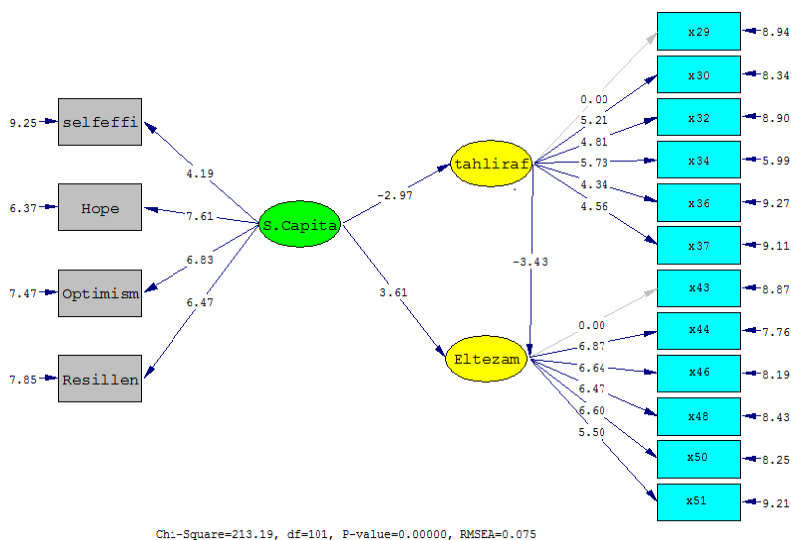 x29
8.94
x30
8.34
0.00
5.21
x32
8.90
9.25
selfeffi
4.81
tahliraf
5.73
x34
5.99
4.19
4.34
-2.97
x36
9.27
6.37
Hope
7.61
4.56
S.Capita
x37
9.11
6.83
-3.43
7.47
Optimism
6.47
3.61
x43
8.87
0.00
x44
7.76
6.87
Eltezam
6.64
x46
8.19
7.85
Resillen
6.47
6.60
x48
8.43
5.50
x50
8.25
x51
9.21
Chi-Square=213.19, df=101, P-value=0.00000, RMSEA=0.075